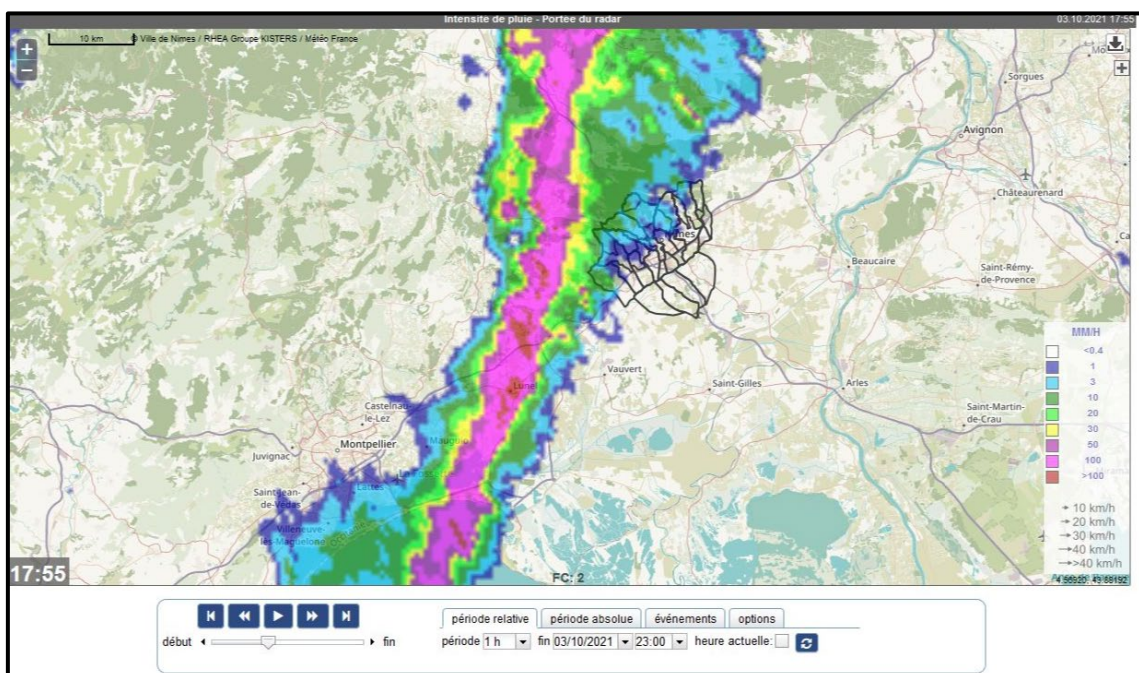 Intensite de pluie - Portée du radar
03.10.2021 17:55
+
−
10 km
© Ville de Nimes / RHEA Groupe KISTERS / Météo France
Sorgues
Avignon
Châteaurenard
Beaucaire
Saint-Rémy-
de-Provence
MM/H
<0.4
1
3
10
20
30
50
100
>100
Vauvert
Saint-Gilles
Arles
Lunel
Castelnau-
le-Lez
Saint-Martin-
de-Crau
Mauguio
Montpellier
Juvignac
Lattes
Saint-Jean-
de-Védas
Villeneuve-
lès-Maguelone
10 km/h
20 km/h
30 km/h
40 km/h
>40 km/h
17:55
FC: 2
début
fin
période relative
période absolue
événements
options
période 1 h fin 03/10/2021 23:00 heure actuelle: